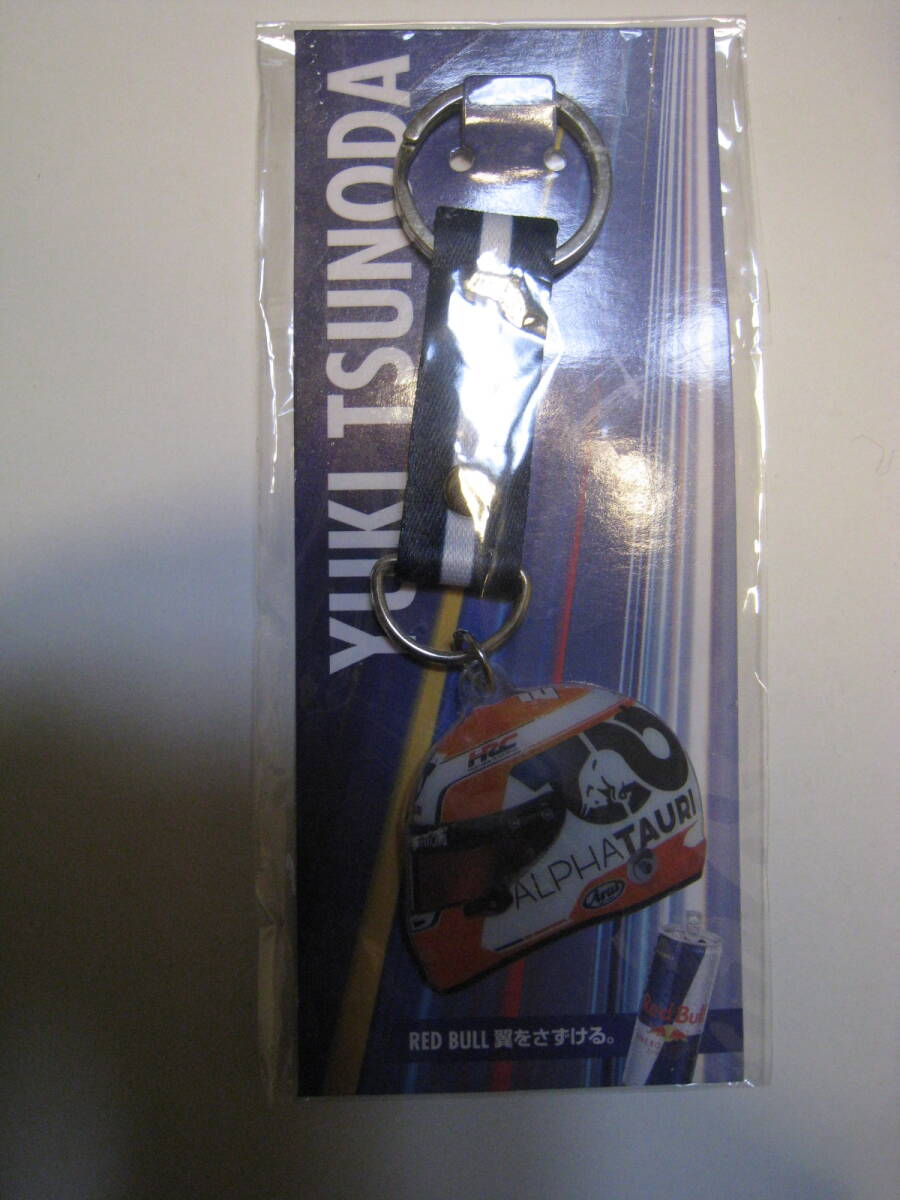 YUKI TSUNODA
HRC
ALPHATAURI
Arai
Red Bull
RED BULL 翼をさずける。